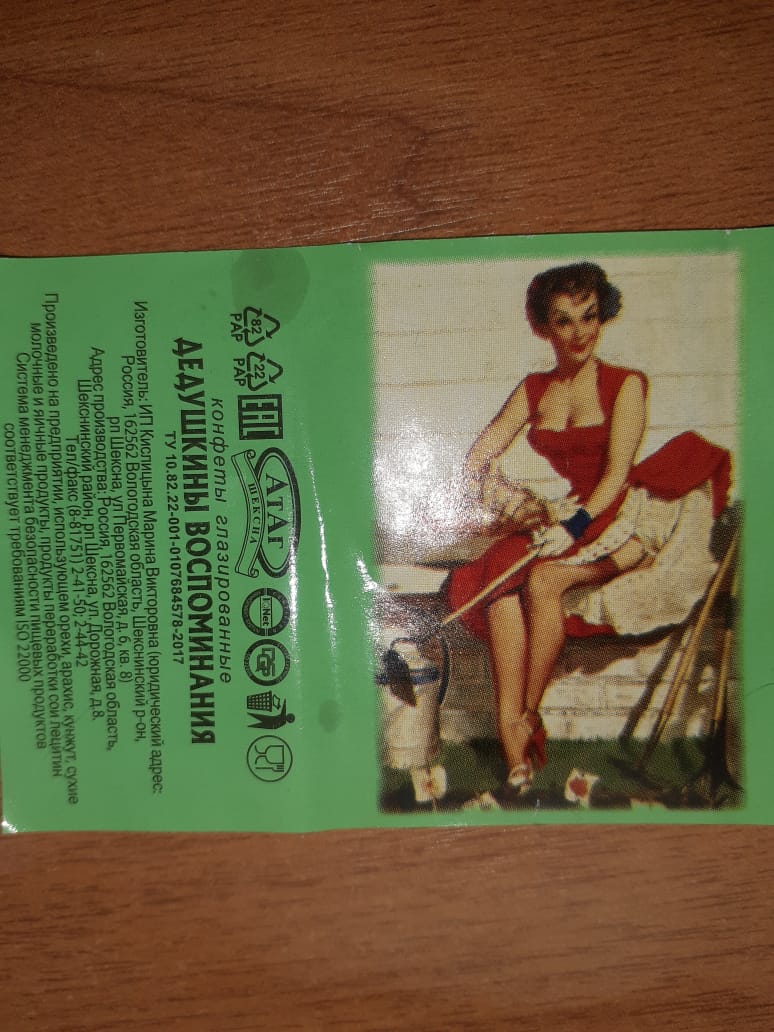 82
PAP
22
PAP
EAC
АтАг
ШЕКСНА
Net
конфеты глазированные
ДЕДУШКИНЫ ВОСПОМИНАНИЯ
ТУ 10.82.22-001-0107684578-2017
Изготовитель: ИП Кислицына Марина Викторовна (юридический адрес:
Россия, 162562 Вологодская область, Шекснинский р-он,
рп Шексна, ул Первомайская, д. 6, кв. 8)
Адрес производства: Россия, 162562 Вологодская область,
Шекснинский район, рп Шексна, ул. Дорожная, д.8.
Тел/факс (8-81751) 2-41-50, 2-44-42
Произведено на предприятии, использующем орехи, арахис, кунжут, сухие
молочные и яичные продукты, продукты переработки сои лецитин
Система менеджмента безопасности пищевых продуктов
соответствует требованиям ISO 22000